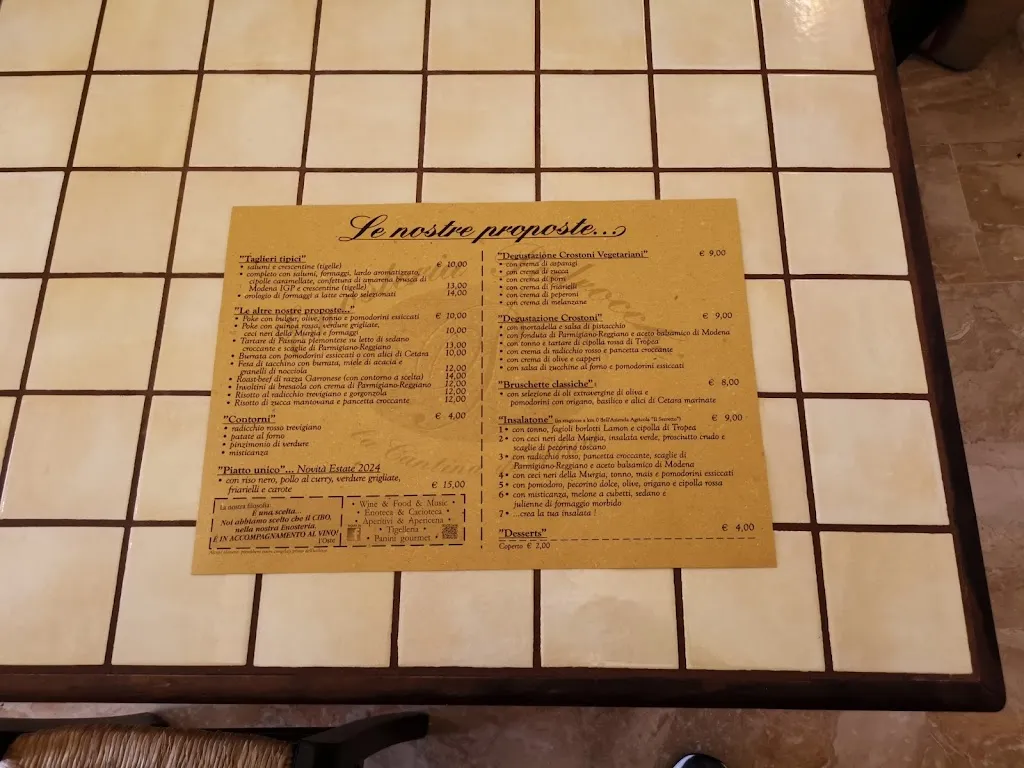 Le nostre proposte...
"Taglieri tipici"
• salumi e crescentine (tigelle) € 10,00
• completo con salumi, formaggi, lardo aromatizzato,
cipolle caramellate, confettura di amarena brusca di
Modena IGP e crescentine (tigelle) 13,00
• orologio di formaggi a latte crudo selezionati 14,00
"Le altre nostre proposte..."
• Poke con bulger, olive, tonno e pomodorini essiccati € 10,00
• Poke con quinoa rossa, verdure grigliate,
ceci neri della Murgia e formaggi 10,00
• Tartare di Fassona piemontese su letto di sedano
croccante e scaglie di Parmigiano-Reggiano 13,00
• Burrata con pomodorini essiccati o con alici di Cetara 10,00
• Fesa di tacchino con burrata, miele di acacia e
granelli di nocciola 12,00
• Roast-beef di razza Garronese (con contorno a scelta) 14,00
• Involtini di bresaola con crema di Parmigiano-Reggiano 12,00
• Risotto al radicchio trevigiano e gorgonzola 12,00
• Risotto di zucca mantovana e pancetta croccante 12,00
"Contorni" € 4,00
• radicchio rosso trevigiano
• patate al forno
• pinzimonio di verdure
• misticanza
"Piatto unico"... Novità Estate 2024
• con riso nero, pollo al curry, verdure grigliate,
friarielli e carote € 15,00
La nostra filosofia:
È una scelta...
Noi abbiamo scelto che il CIBO,
nella nostra Enosteria,
È IN ACCOMPAGNAMENTO AL VINO!
l'Oste
• Wine & Food & Music •
• Enoteca & Cacioteca •
• Aperitivi & Apericena •
• Tigelleria •
• Panini gourmet •
"Degustazione Crostoni Vegetariani" € 9,00
• con crema di asparagi
• con crema di zucca
• con crema di porri
• con crema di friarielli
• con crema di peperoni
• con crema di melanzane
"Degustazione Crostoni" € 9,00
• con mortadella e salsa di pistacchio
• con fonduta di Parmigiano-Reggiano e aceto balsamico di Modena
• con tonno e tartare di cipolla rossa di Tropea
• con crema di radicchio rosso e pancetta croccante
• con crema di olive e capperi
• con salsa di zucchine al forno e pomodorini essiccati
"Bruschette classiche": € 8,00
• con selezione di oli extravergine di oliva e
pomodorini con origano, basilico e alici di Cetara marinate
"Insalatone" € 9,00
1 • con tonno, fagioli borlotti Lamon e cipolla di Tropea
2 • con ceci neri della Murgia, insalata verde, prosciutto crudo e
scaglie di pecorino toscano
3 • con radicchio rosso, pancetta croccante, scaglie di
Parmigiano-Reggiano e aceto balsamico di Modena
4 • con ceci neri della Murgia, tonno, mais e pomodorini essiccati
5 • con pomodoro, pecorino dolce, olive, origano e cipolla rossa
6 • con misticanza, melone a cubetti, sedano e
julienne di formaggio morbido
7 • ...crea la tua insalata !
"Desserts" € 4,00
Coperto € 2,00